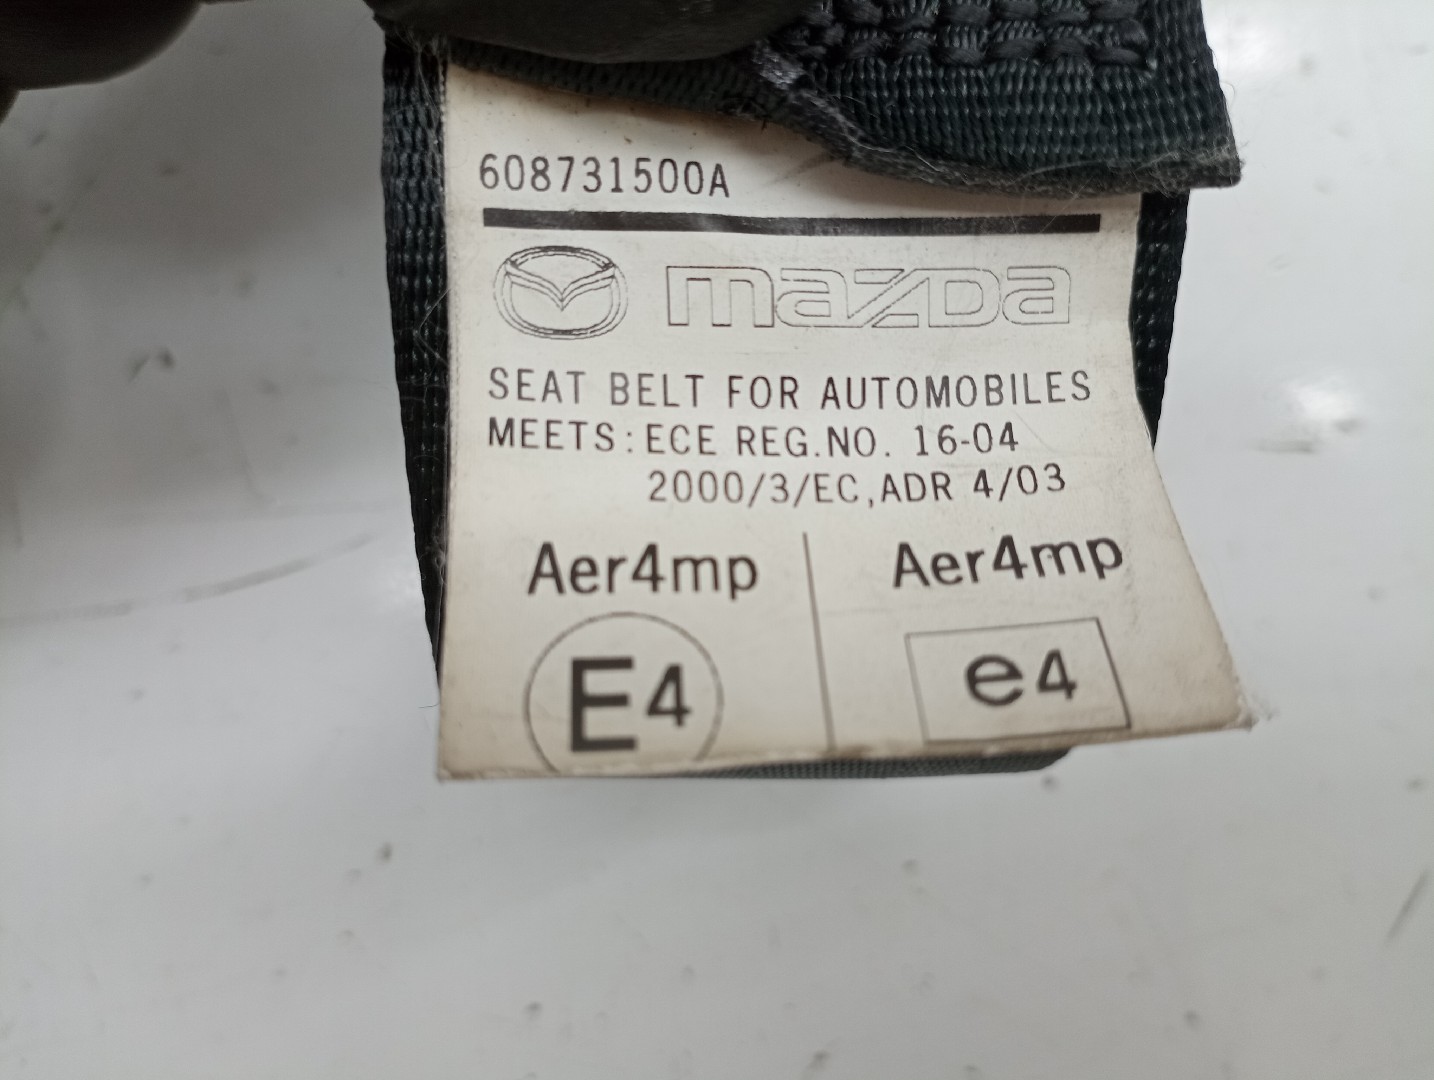 608731500A
mazda
SEAT BELT FOR AUTOMOBILES
MEETS: ECE REG.NO. 16-04
2000/3/EC, ADR 4/03
Aer4mp Aer4mp
E4 e4